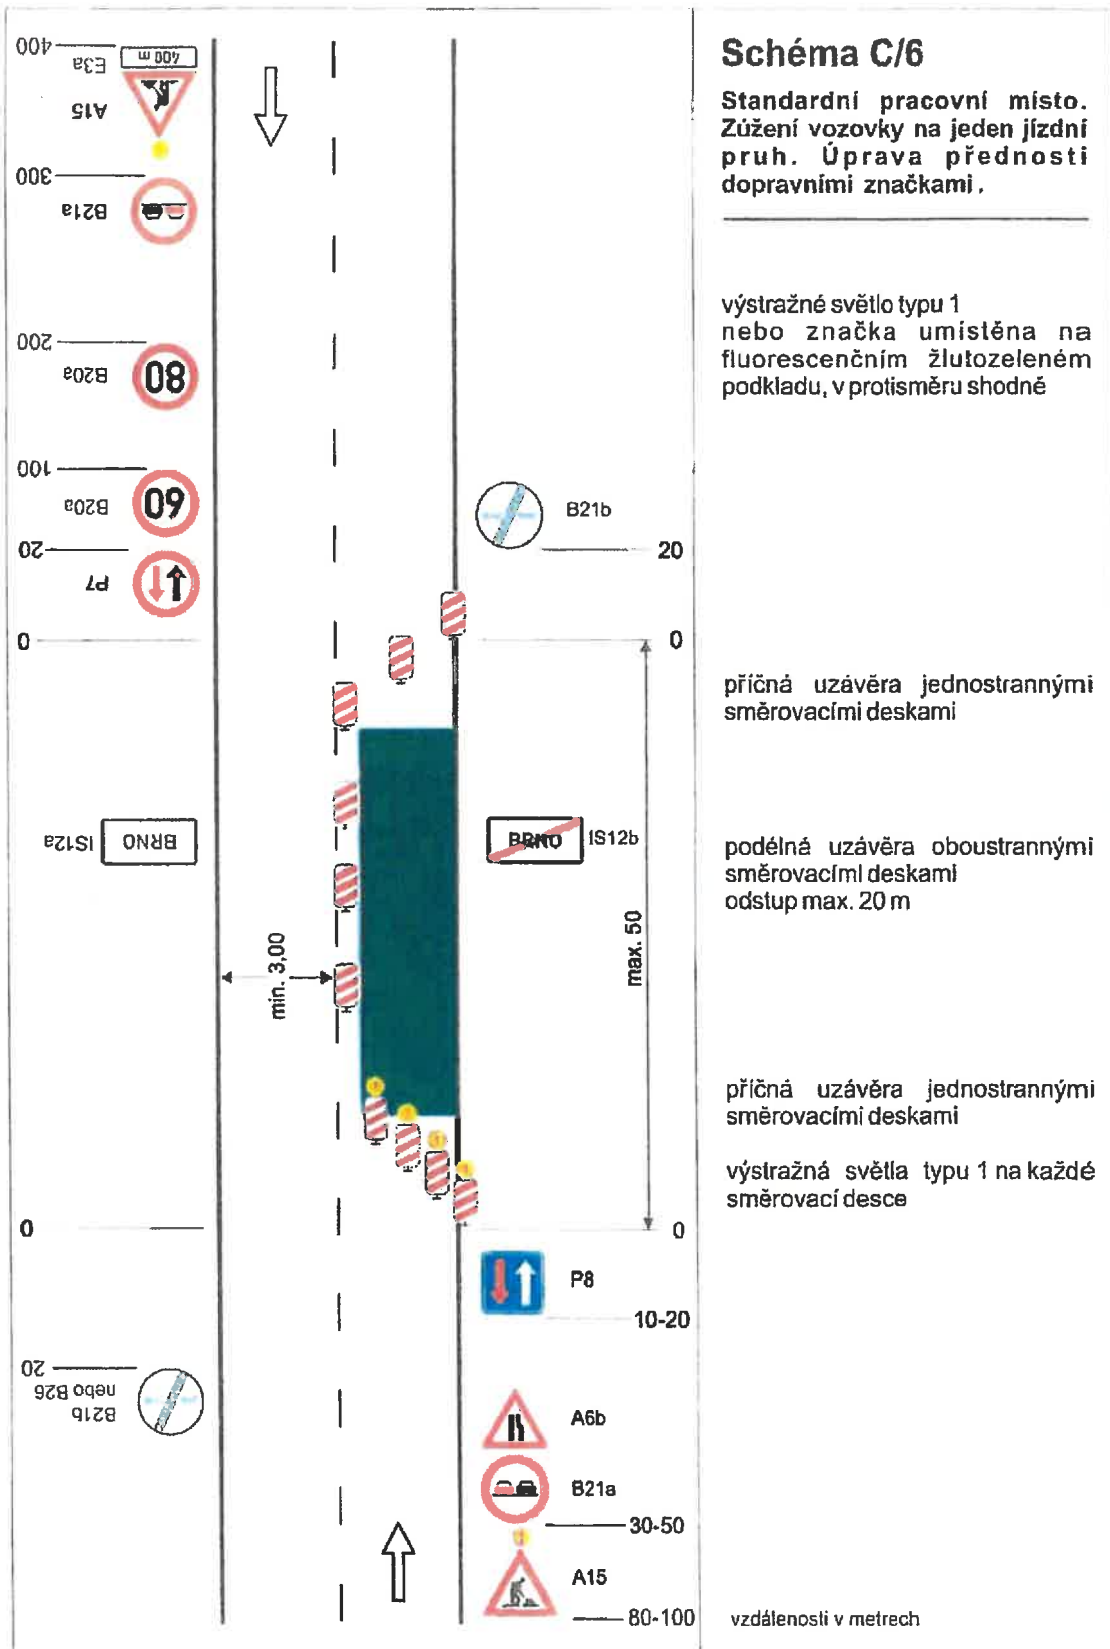 Schéma C/6
Standardní pracovní místo.
Zúžení vozovky na jeden jízdní
pruh. Úprava přednosti
dopravními značkami.
400
E3a
400 m
A15
300
B21a
výstražné světlo typu 1
nebo značka umístěna na
fluorescenčním žlutozeleném
podkladu, v protisměru shodné
200
B20a
80
100
B20a
60
B21b
20
20
P7
0
0
příčná uzávěra jednostrannými
směrovacími deskami
IS12a
BRNO
BRNO
IS12b
podélná uzávěra oboustrannými
směrovacími deskami
odstup max. 20 m
max. 50
min. 3,00
příčná uzávěra jednostrannými
směrovacími deskami
výstražná světla typu 1 na každé
směrovací desce
0
0
P8
10-20
20
B21b
nebo B26
A6b
B21a
30-50
A15
80-100
vzdálenosti v metrech